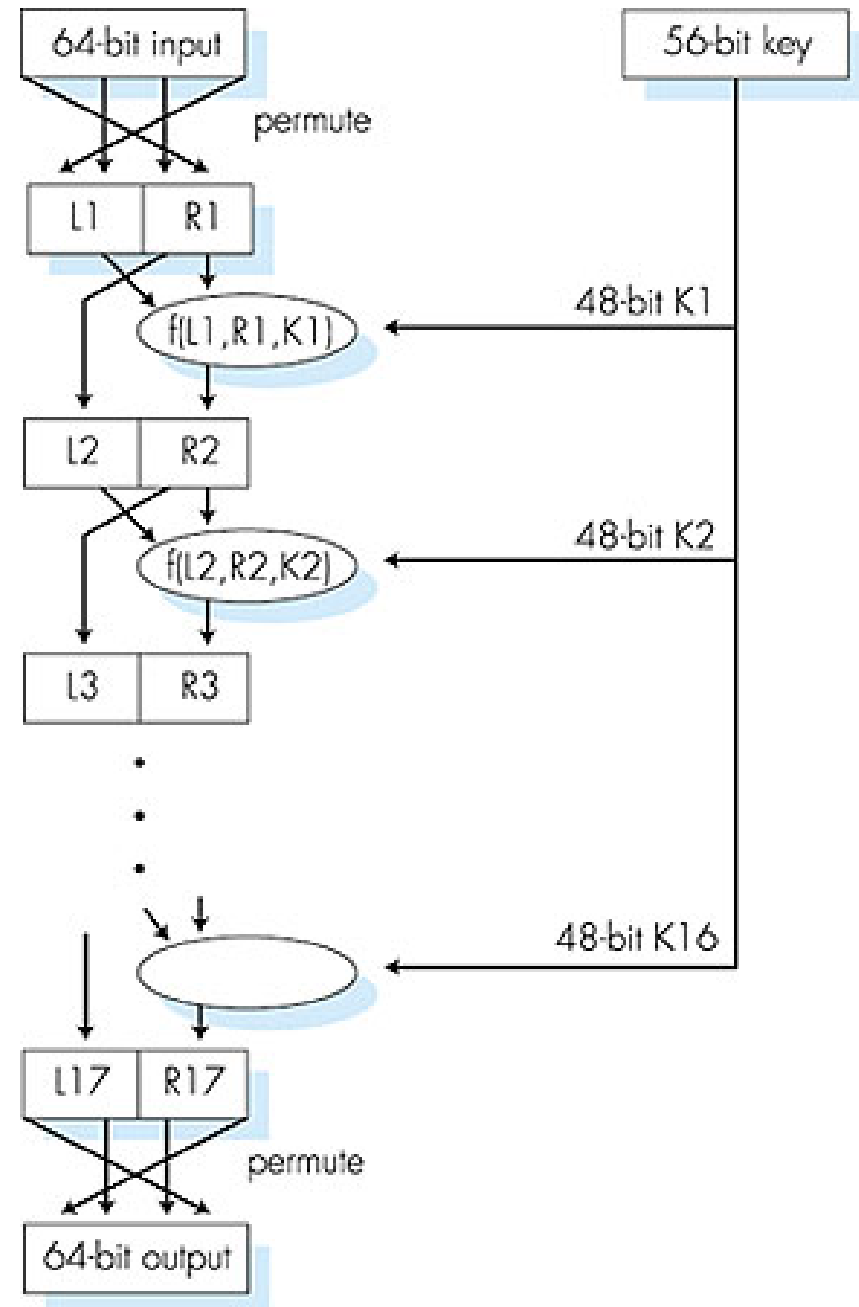 64-bit input
56-bit key
permute
L1 R1
48-bit K1
f(L1,R1,K1)
L2 R2
48-bit K2
f(L2,R2,K2)
L3 R3
48-bit K16
L17 R17
permute
64-bit output